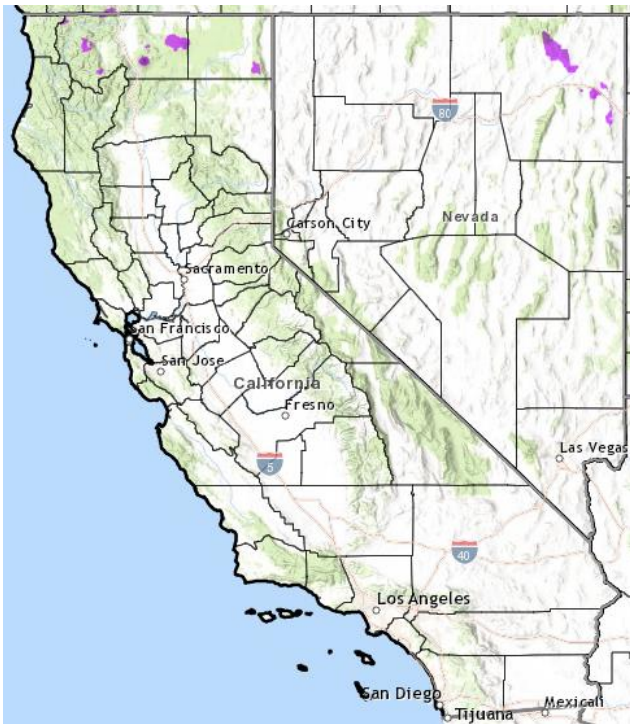 80
Nevada
Carson City
Sacramento
San Francisco
San Jose
California
Fresno
Las Vegas
5
40
Los Angeles
San Diego
Tijuana
Mexicali